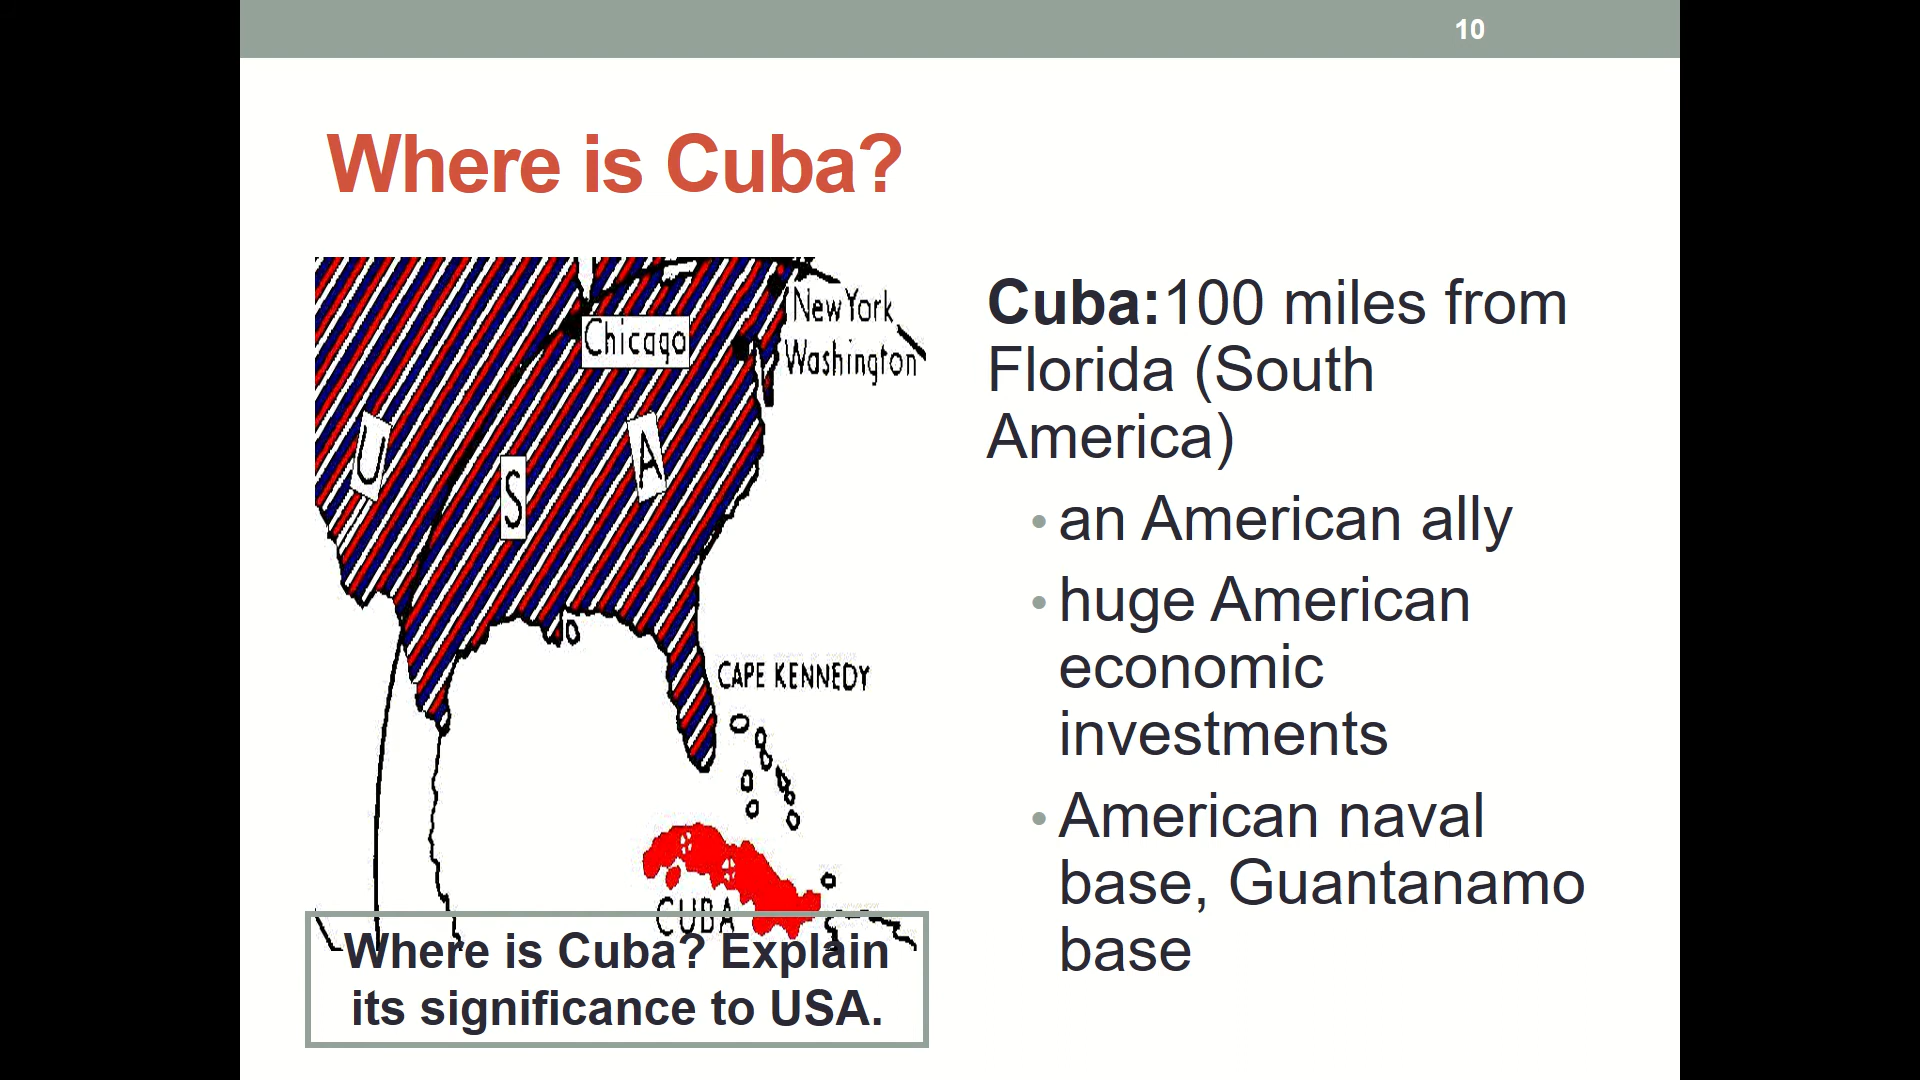 10
Where is Cuba?
New York
Chicago
Washington
U
S
A
CAPE KENNEDY
CUBA
Where is Cuba? Explain
its significance to USA.
Cuba:100 miles from
Florida (South
America)
• an American ally
• huge American
economic
investments
• American naval
base, Guantanamo
base